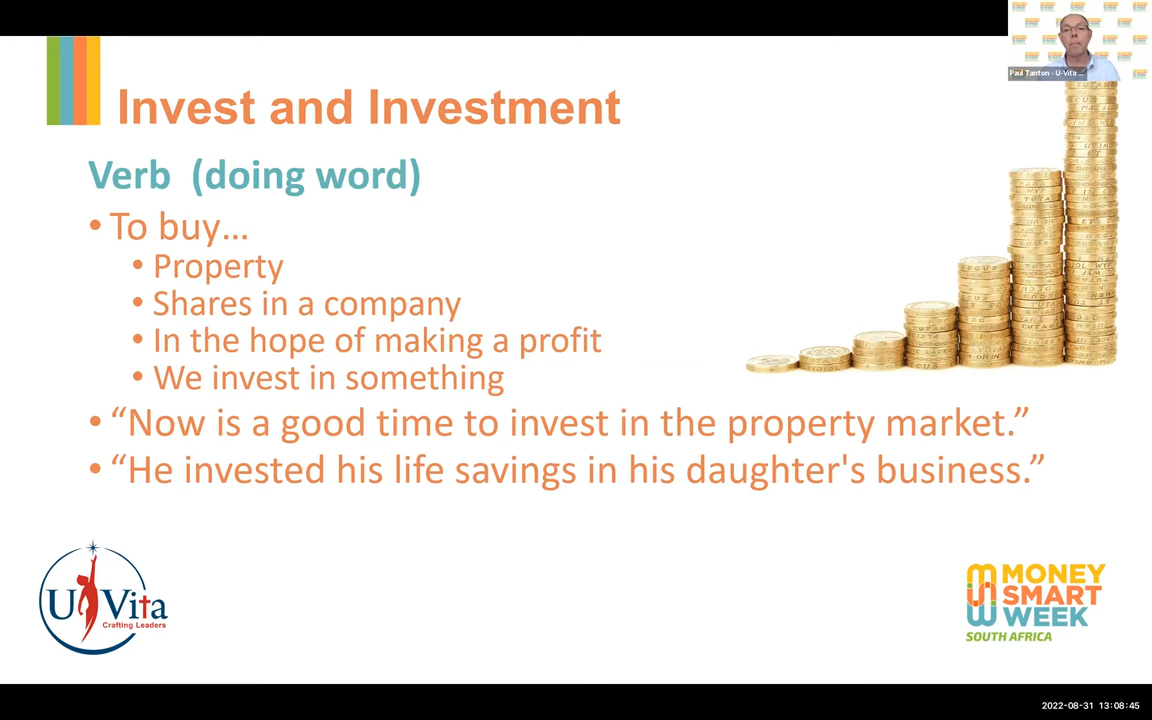 Paul Tanton - U-Vita ...
Invest and Investment
Verb (doing word)
• To buy…
• Property
• Shares in a company
• In the hope of making a profit
• We invest in something
• “Now is a good time to invest in the property market.”
• “He invested his life savings in his daughter's business.”
U Vita
Crafting Leaders
MONEY
SMART
WEEK
SOUTH AFRICA
2022-08-31 13:08:45